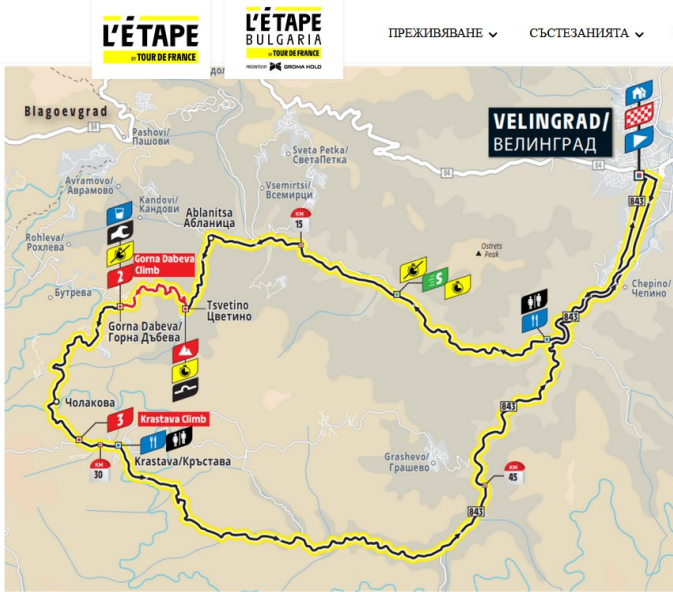 L'ÉTAPE
BY TOUR DE FRANCE
L'ÉTAPE
BULGARIA
BY TOUR DE FRANCE
PRESENTED BY GROMA HOLD
ПРЕЖИВЯВАНЕ
СЪСТЕЗАНИЯТА
Blagoevgrad
84
Pashovi/
Пашови
Sveta Petka/
СветаПетка
84
VELINGRAD/
ВЕЛИНГРАД
84
843
Avramovo/
Аврамово
Kandovi/
Кандови
Vsemirtsi/
Всемирци
Ablanitsa
Абланица
KM
15
Rohleva/
Рохлева
2
Gorna Dabeva
Climb
Ostrets
Peak
S
Chepino/
Чепино
Бутрева
Tsvetino
Цветино
Gorna Dabeva/
Горна Дъбева
843
Чолакова
3
Krastava Climb
843
Krastava/Кръстава
KM
30
Grashevo/
Грашево
KM
45
843